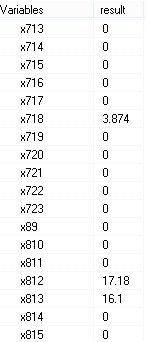 Variables result
x713 0
x714 0
x715 0
x716 0
x717 0
x718 3.874
x719 0
x720 0
x721 0
x722 0
x723 0
x89 0
x810 0
x811 0
x812 17.18
x813 16.1
x814 0
x815 0